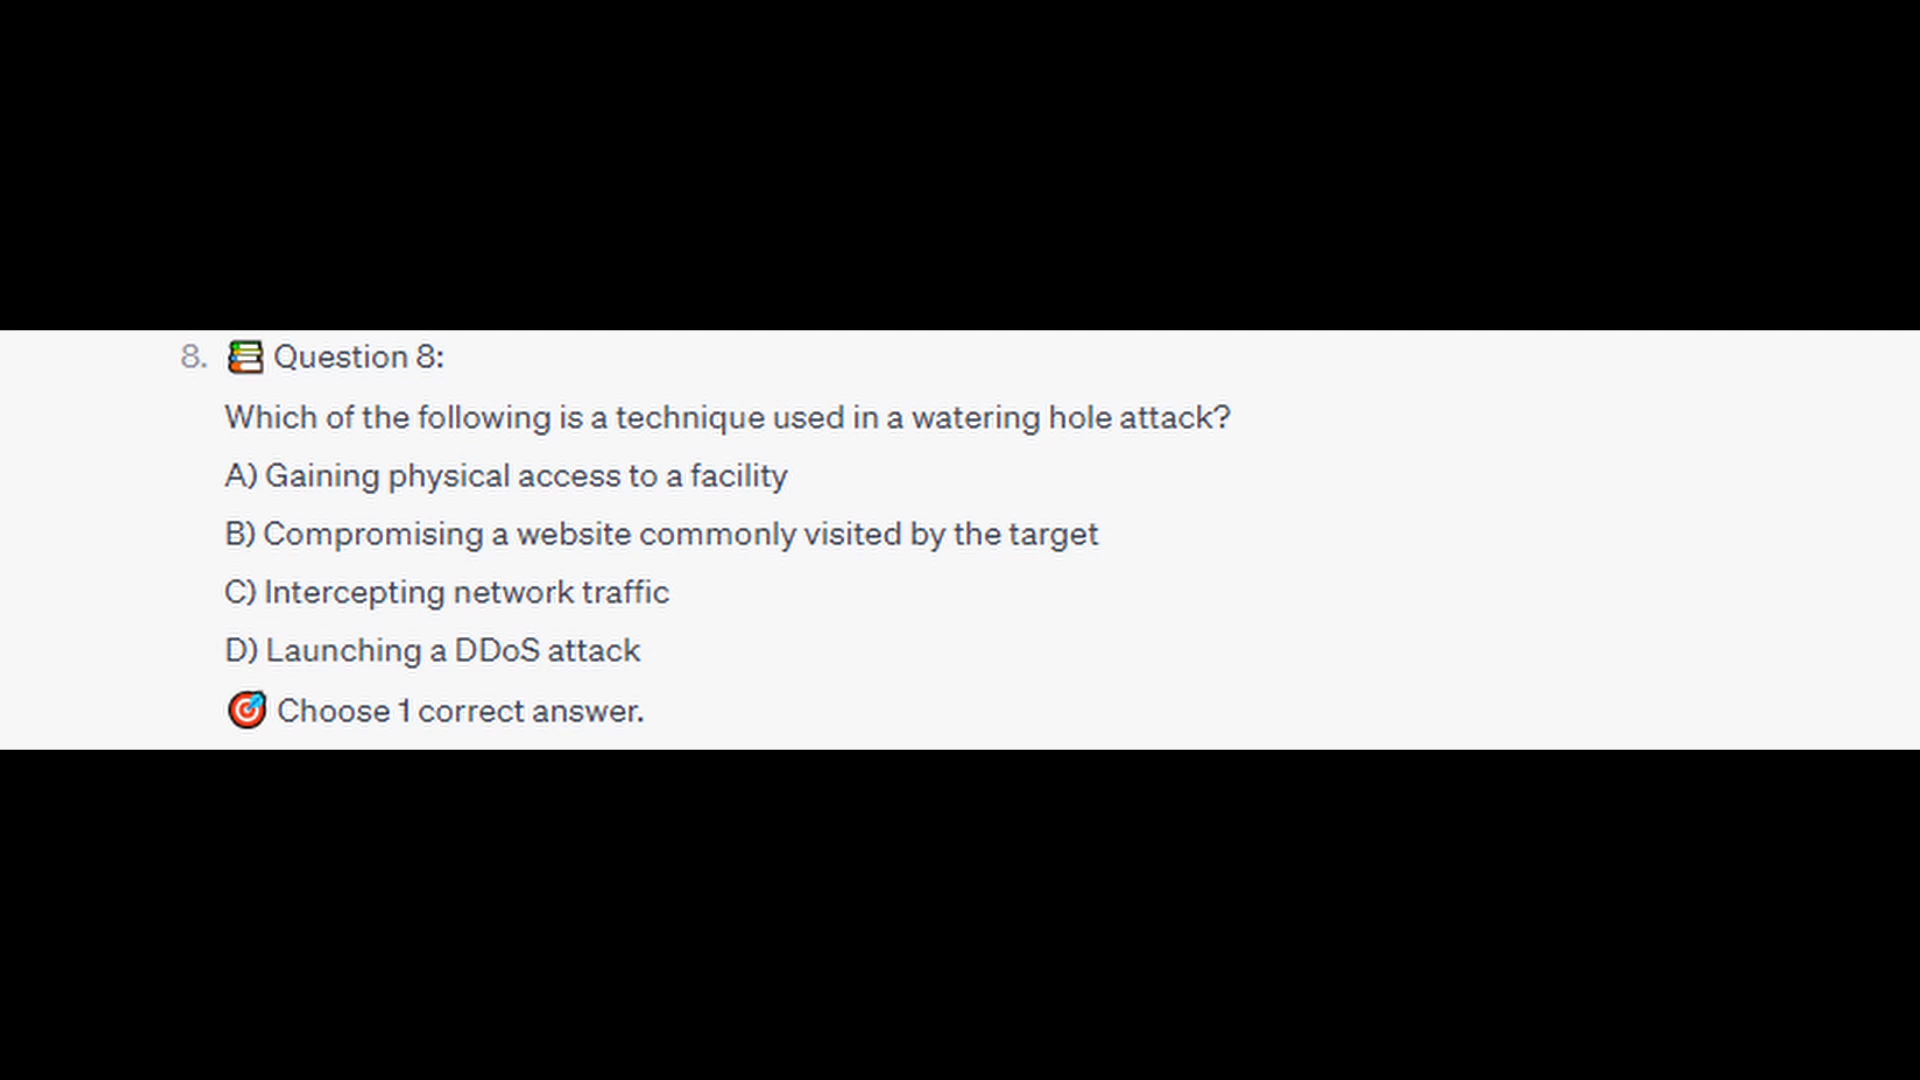 8. 📚 Question 8:
Which of the following is a technique used in a watering hole attack?
A) Gaining physical access to a facility
B) Compromising a website commonly visited by the target
C) Intercepting network traffic
D) Launching a DDoS attack
🎯 Choose 1 correct answer.